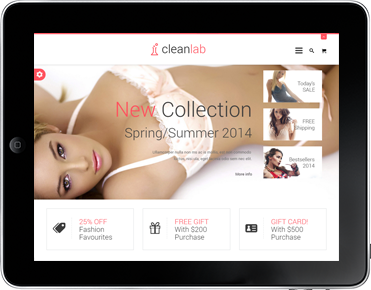 cleanlab
New Collection
Spring/Summer 2014
More info
Today's
SALE
FREE
Shipping
Bestsellers
2014
25% OFF
Fashion
Favourites
FREE GIFT
With $200
Purchase
GIFT CARD!
With $500
Purchase